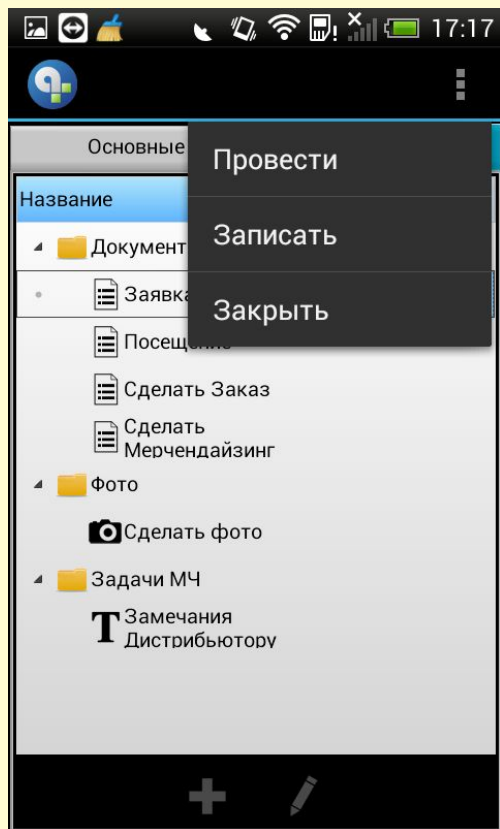 17:17
Основные
Провести
Название
Записать
Документ
Заявка
Закрыть
Посещение
Сделать Заказ
Сделать
Мерчендайзинг
Фото
Сделать фото
Задачи МЧ
T Замечания
Дистрибьютору